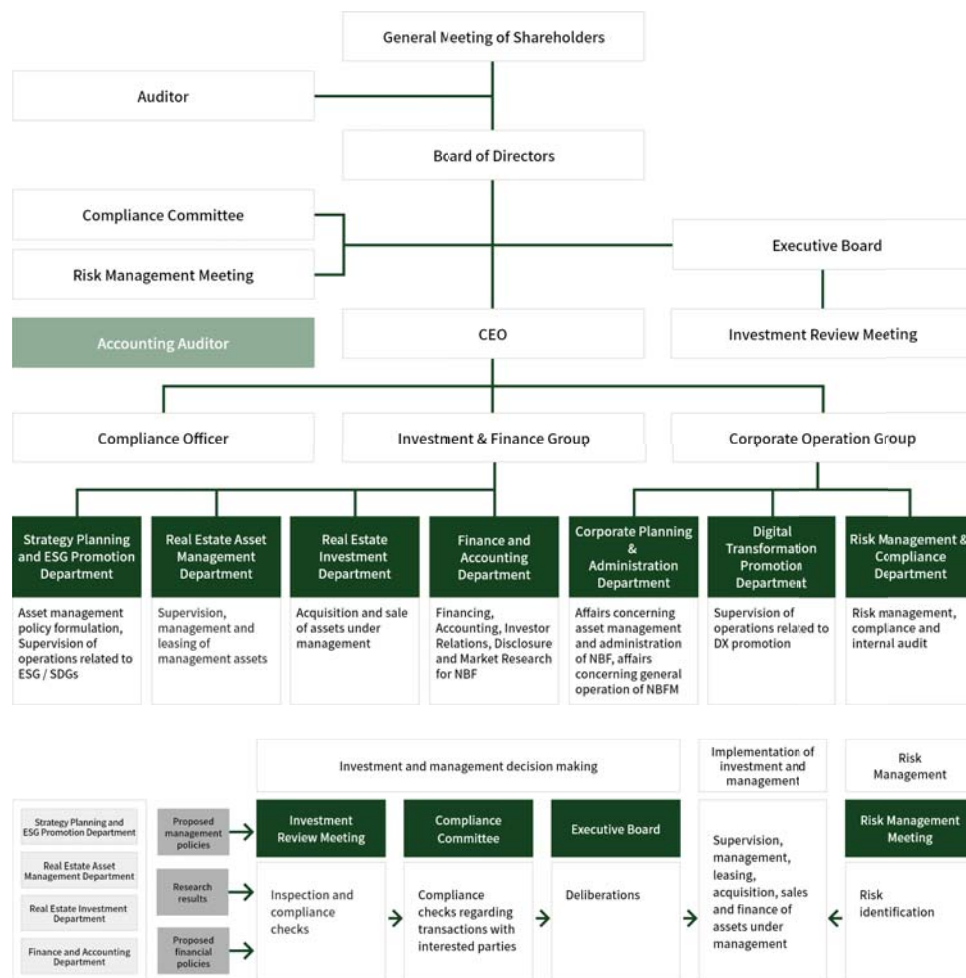 General Meeting of Shareholders
Auditor
Board of Directors
Compliance Committee
Risk Management Meeting
Executive Board
Accounting Auditor
CEO
Investment Review Meeting
Compliance Officer
Investment & Finance Group
Corporate Operation Group
Strategy Planning
and ESG Promotion
Department
Asset management
policy formulation,
Supervision of
operations related to
ESG / SDGs
Real Estate Asset
Management
Department
Supervision,
management and
leasing of
management assets
Real Estate
Investment
Department
Acquisition and sale
of assets under
management
Finance and
Accounting
Department
Financing,
Accounting, Investor
Relations, Disclosure
and Market Research
for NBF
Corporate Planning
&
Administration
Department
Affairs concerning
asset management
and administration
of NBF, affairs
concerning general
operation of NBFM
Digital
Transformation
Promotion
Department
Supervision of
operations related to
DX promotion
Risk Management &
Compliance
Department
Risk management,
compliance and
internal audit
Investment and management decision making
Implementation of
investment and
management
Risk
Management
Strategy Planning and
ESG Promotion Department
Real Estate Asset
Management Department
Real Estate Investment
Department
Finance and Accounting
Department
Proposed
management
policies
Research
results
Proposed
financial
policies
Investment
Review Meeting
Inspection and
compliance
checks
Compliance
Committee
Compliance
checks regarding
transactions with
interested parties
Executive Board
Deliberations
Supervision,
management,
leasing,
acquisition, sales
and finance of
assets under
management
Risk Management
Meeting
Risk
identification